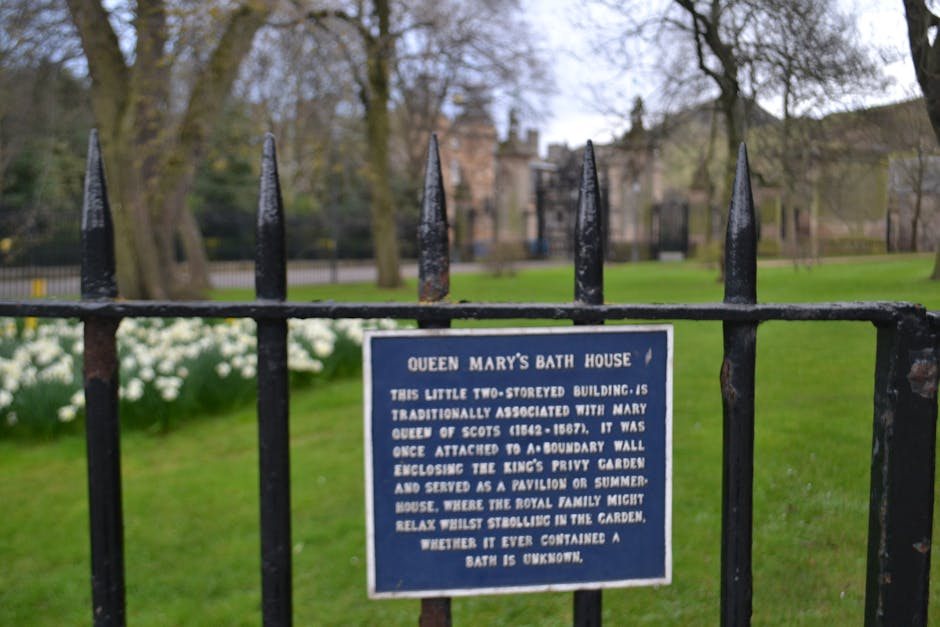 QUEEN MARY'S BATH HOUSE
THIS LITTLE TWO-STOREYED BUILDING IS
TRADITIONALLY ASSOCIATED WITH MARY
QUEEN OF SCOTS (1542-1587). IT WAS
ONCE ATTACHED TO A BOUNDARY WALL
ENCLOSING THE KING'S PRIVY GARDEN
AND SERVED AS A PAVILION OR SUMMER-
HOUSE, WHERE THE ROYAL FAMILY MIGHT
RELAX WHILST STROLLING IN THE GARDEN.
WHETHER IT EVER CONTAINED A
BATH IS UNKNOWN.